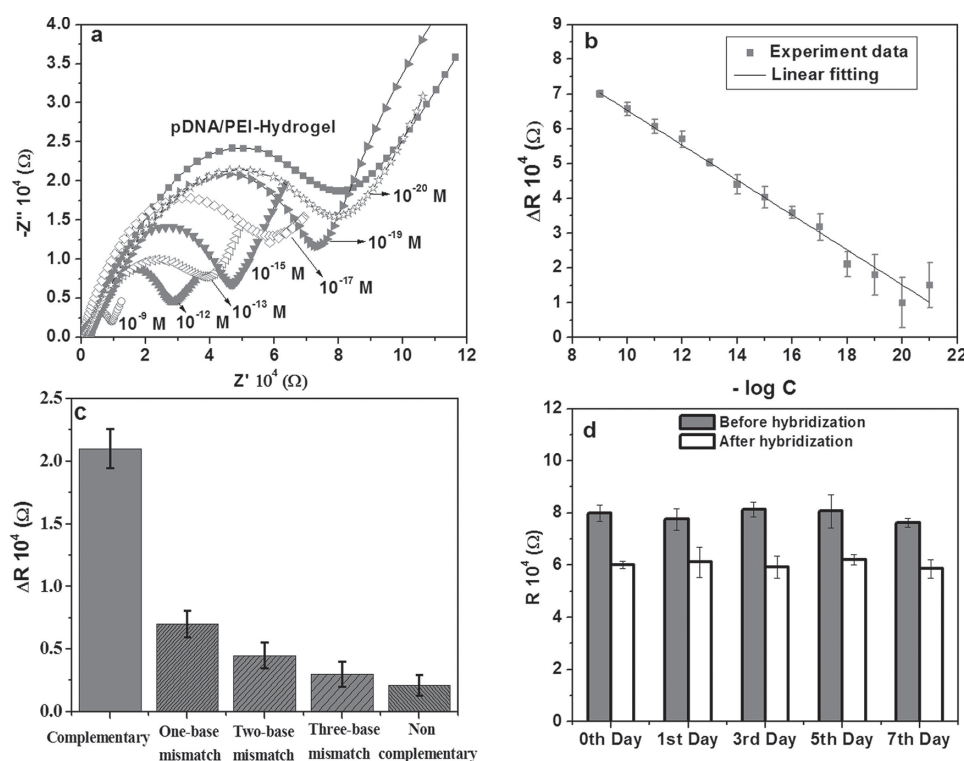 a
4.0
3.5
3.0
2.5
2.0
1.5
1.0
0.5
0.0
-Z'' 10⁴ (Ω)
pDNA/PEI-Hydrogel
10⁻²⁰ M
10⁻¹⁹ M
10⁻¹⁷ M
10⁻¹⁵ M
10⁻¹³ M
10⁻¹² M
10⁻⁹ M
0 2 4 6 8 10 12
Z' 10⁴ (Ω)
b
Experiment data
Linear fitting
9
8
7
6
5
4
3
2
1
0
ΔR 10⁴ (Ω)
8 10 12 14 16 18 20 22
- log C
c
2.5
2.0
1.5
1.0
0.5
0.0
ΔR 10⁴ (Ω)
Complementary
One-base
mismatch
Two-base
mismatch
Three-base
mismatch
Non
complementary
d
Before hybridization
After hybridization
12
10
8
6
4
2
0
R 10⁴ (Ω)
0th Day 1st Day 3rd Day 5th Day 7th Day